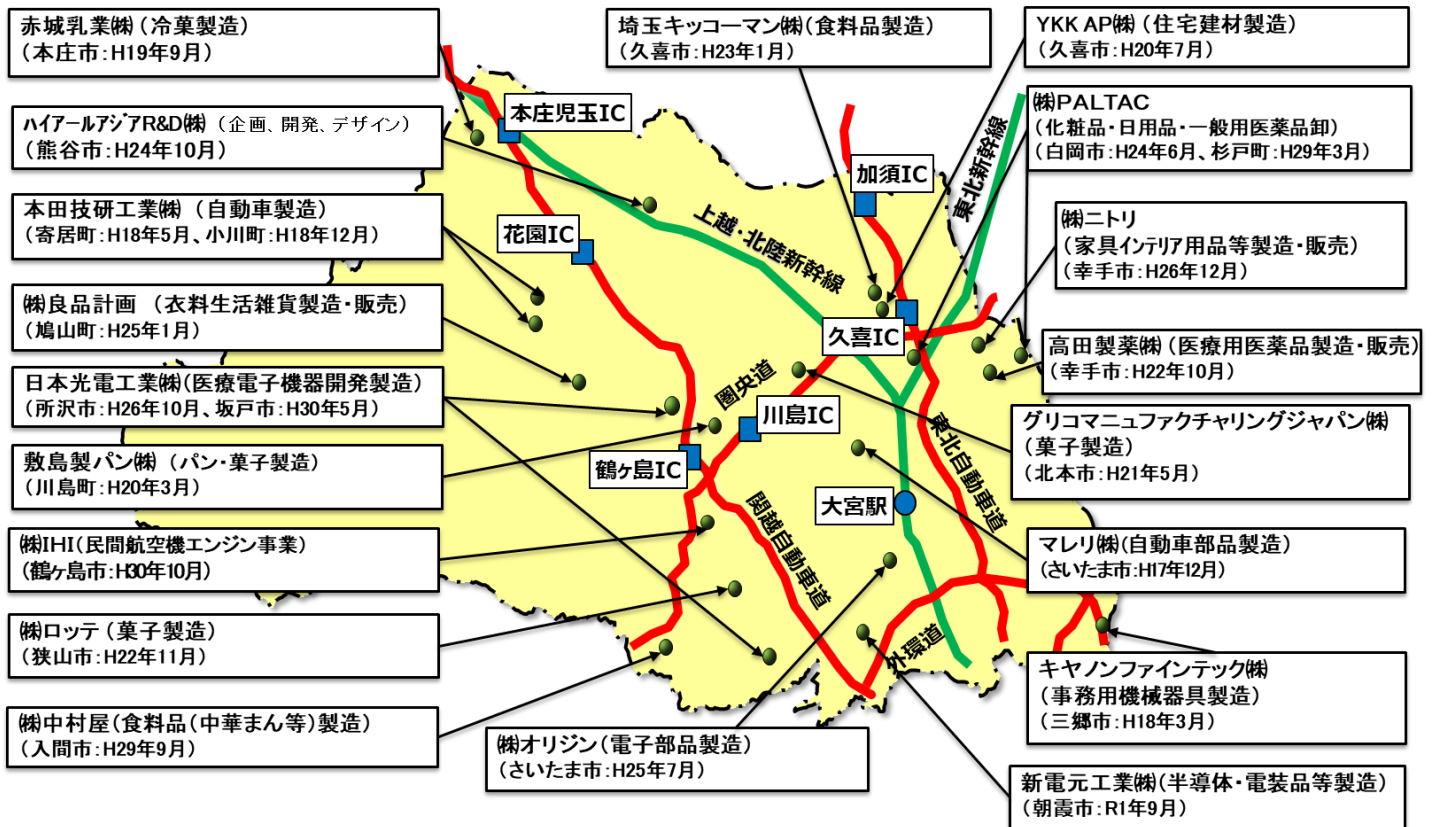 赤城乳業㈱(冷菓製造)
(本庄市:H19年9月)
ハイアールアジアR&D㈱(企画、開発、デザイン)
(熊谷市:H24年10月)
本田技研工業㈱ (自動車製造)
(寄居町:H18年5月、小川町:H18年12月)
㈱良品計画 (衣料生活雑貨製造・販売)
(鳩山町:H25年1月)
日本光電工業㈱(医療電子機器開発製造)
(所沢市:H26年10月、坂戸市:H30年5月)
敷島製パン㈱ (パン・菓子製造)
(川島町:H20年3月)
㈱IHI(民間航空機エンジン事業)
(鶴ヶ島市:H30年10月)
㈱ロッテ(菓子製造)
(狭山市:H22年11月)
㈱中村屋(食料品(中華まん等)製造)
(入間市:H29年9月)
埼玉キッコーマン㈱(食料品製造)
(久喜市:H23年1月)
YKK AP㈱(住宅建材製造)
(久喜市:H20年7月)
㈱PALTAC
(化粧品・日用品・一般用医薬品卸)
(白岡市:H24年6月、杉戸町:H29年3月)
㈱ニトリ
(家具インテリア用品等製造・販売)
(幸手市:H26年12月)
高田製薬㈱(医療用医薬品製造・販売)
(幸手市:H22年10月)
グリコマニュファクチャリングジャパン㈱
(菓子製造)
(北本市:H21年5月)
マレリ㈱(自動車部品製造)
(さいたま市:H17年12月)
キヤノンファインテック㈱
(事務用機械器具製造)
(三郷市:H18年3月)
新電元工業㈱(半導体・電装品等製造)
(朝霞市:R1年9月)
㈱オリジン(電子部品製造)
(さいたま市:H25年7月)
本庄児玉IC
花園IC
加須IC
久喜IC
川島IC
鶴ヶ島IC
大宮駅
上越・北陸新幹線
東北新幹線
圏央道
関越自動車道
東北自動車道
外環道